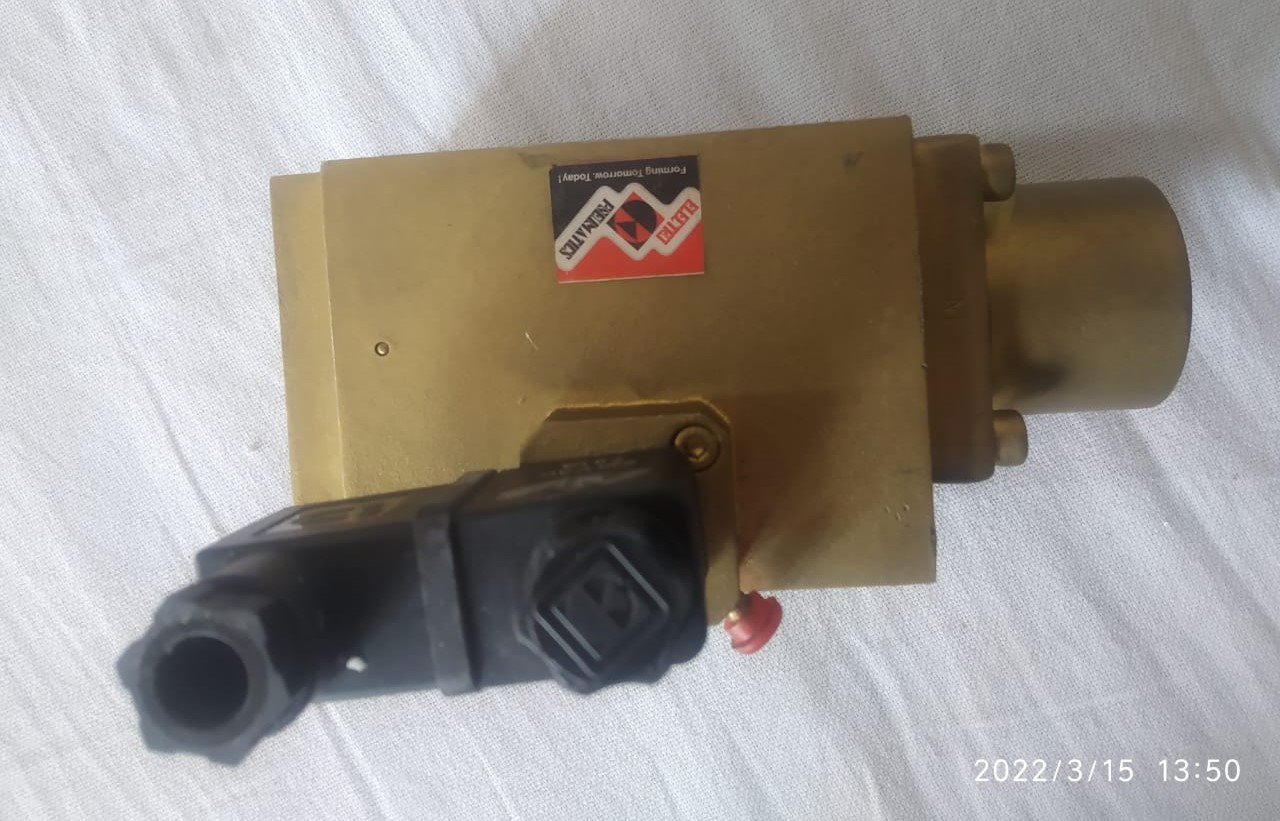 Forming Tomorrow. Today!
ELEKTRA
PNEUMATICS
2022/3/15 13:50